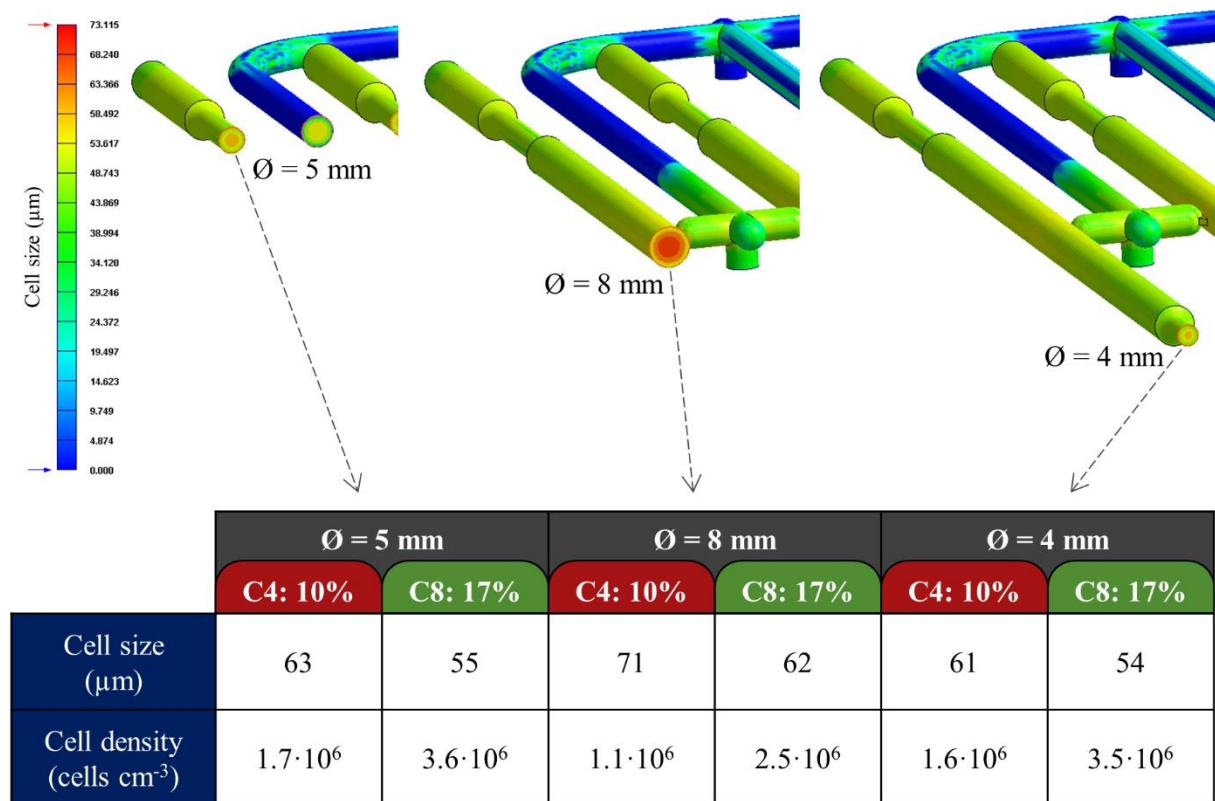 73.115
68.240
63.366
58.492
53.617
48.743
43.869
38.994
34.120
29.246
24.372
19.497
14.623
9.749
4.874
0.000
Cell size (µm)
Ø = 5 mm
Ø = 8 mm
Ø = 4 mm
Ø = 5 mm Ø = 8 mm Ø = 4 mm
C4: 10% C8: 17% C4: 10% C8: 17% C4: 10% C8: 17%
Cell size
(µm) 63 55 71 62 61 54
Cell density
(cells cm⁻³) 1.7·10⁶ 3.6·10⁶ 1.1·10⁶ 2.5·10⁶ 1.6·10⁶ 3.5·10⁶